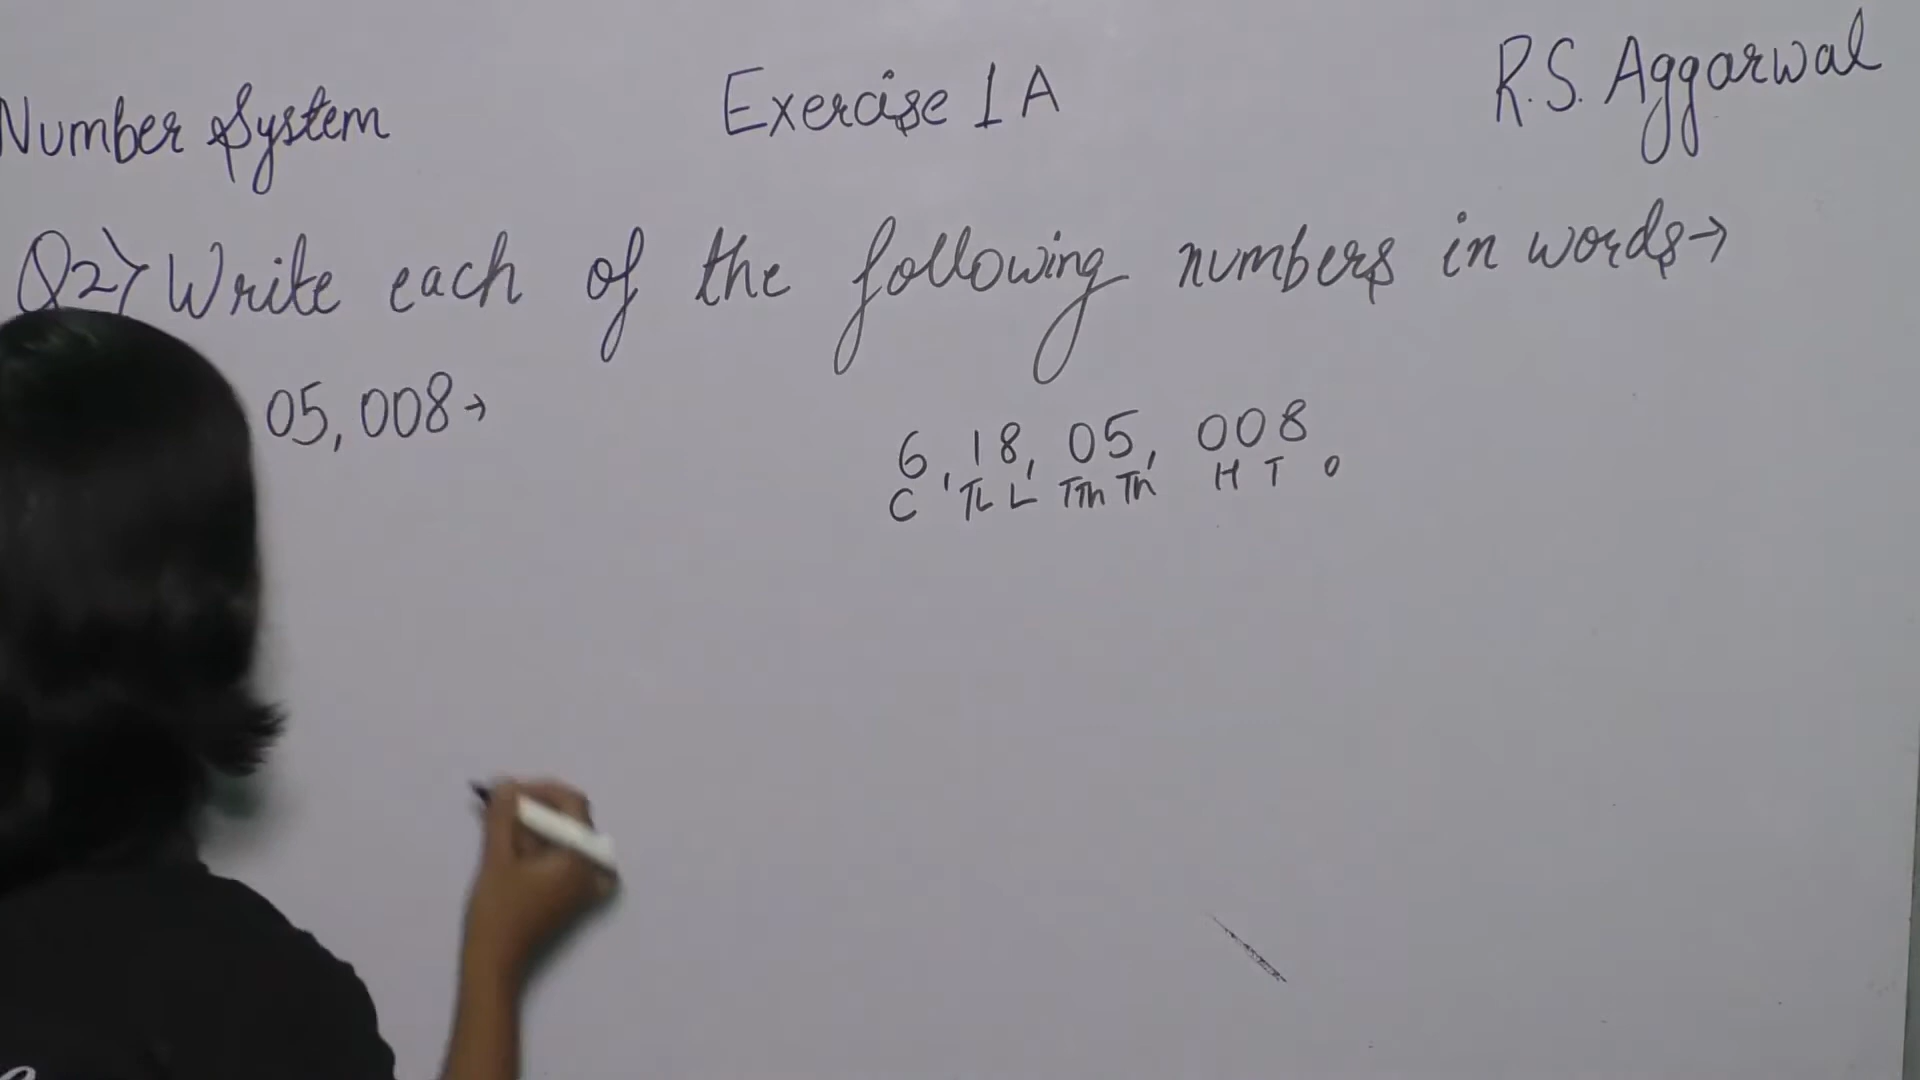 Number System Exercise 1A R.S. Aggarwal
Q2> Write each of the following numbers in words→
05,008→
6,18,05,008
C TL L TTh Th H T O